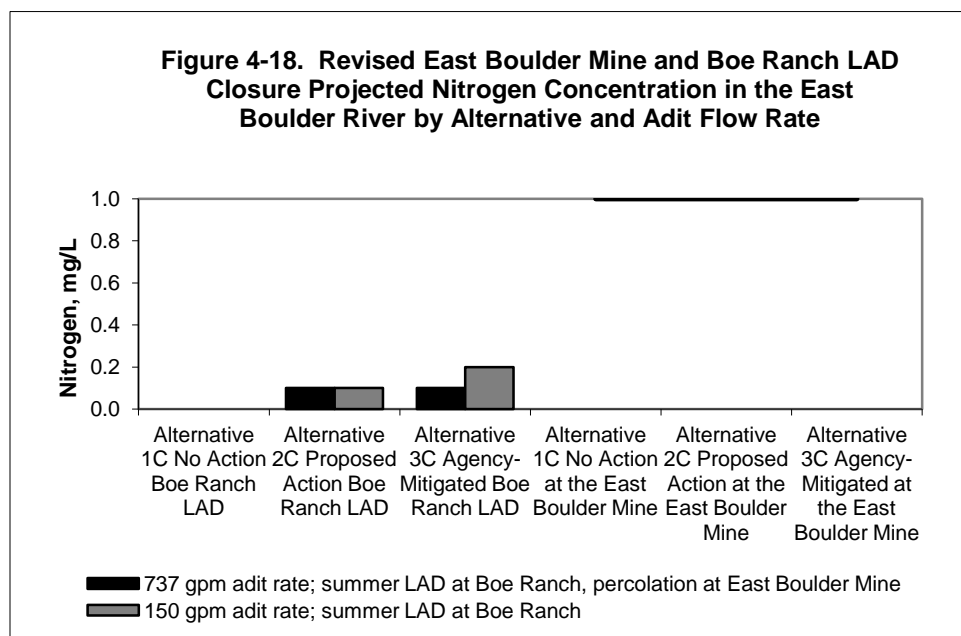 Figure 4-18. Revised East Boulder Mine and Boe Ranch LAD
Closure Projected Nitrogen Concentration in the East
Boulder River by Alternative and Adit Flow Rate
Nitrogen, mg/L
1.0
0.8
0.6
0.4
0.2
0.0
Alternative
1C No Action
Boe Ranch
LAD
Alternative
2C Proposed
Action Boe
Ranch LAD
Alternative
3C Agency-
Mitigated Boe
Ranch LAD
Alternative
1C No Action
at the East
Boulder Mine
Alternative
2C Proposed
Action at the
East Boulder
Mine
Alternative
3C Agency-
Mitigated at
the East
Boulder Mine
737 gpm adit rate; summer LAD at Boe Ranch, percolation at East Boulder Mine
150 gpm adit rate; summer LAD at Boe Ranch